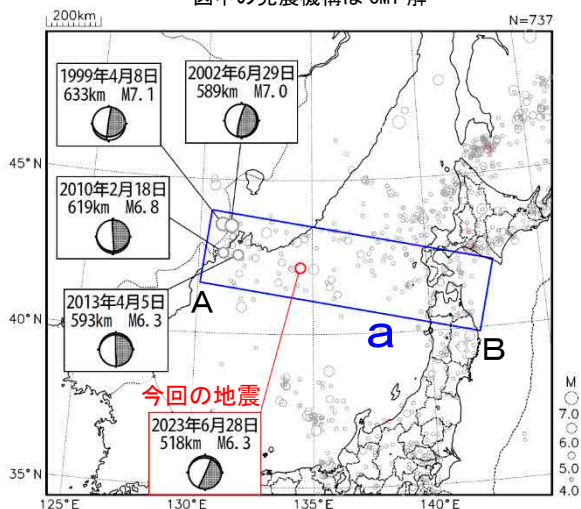 図中の発震機構は CMT 解
200km
N=737
1999年4月8日
633km M7.1
2002年6月29日
589km M7.0
45°N
2010年2月18日
619km M6.8
2013年4月5日
593km M6.3
A
40°N
a
B
今回の地震
2023年6月28日
518km M6.3
M
7.0
6.0
5.0
4.0
35°N
125°E
130°E
135°E
140°E